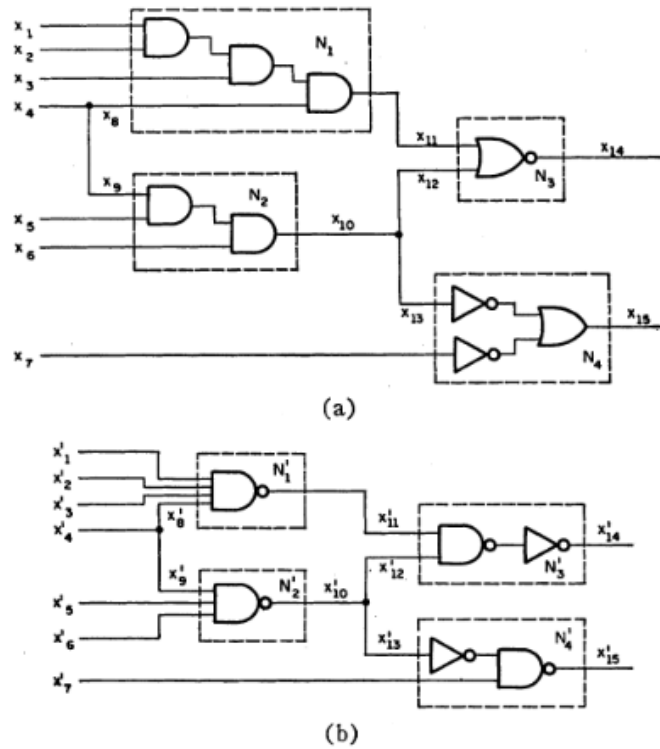 x₁
x₂
N₁
x₃
x₄
x₈
x₁₁
x₁₄
x₁₂
N₃
x₉
N₂
x₅
x₁₀
x₆
x₁₃
x₁₅
x₇
N₄
(a)
x'₁
x'₂
N'₁
x'₃
x'₈
x'₄
x'₁₁
x'₁₄
x'₁₂
N'₃
x'₉
N'₂
x'₁₀
x'₅
x'₆
x'₁₃
N'₄
x'₁₅
x'₇
(b)